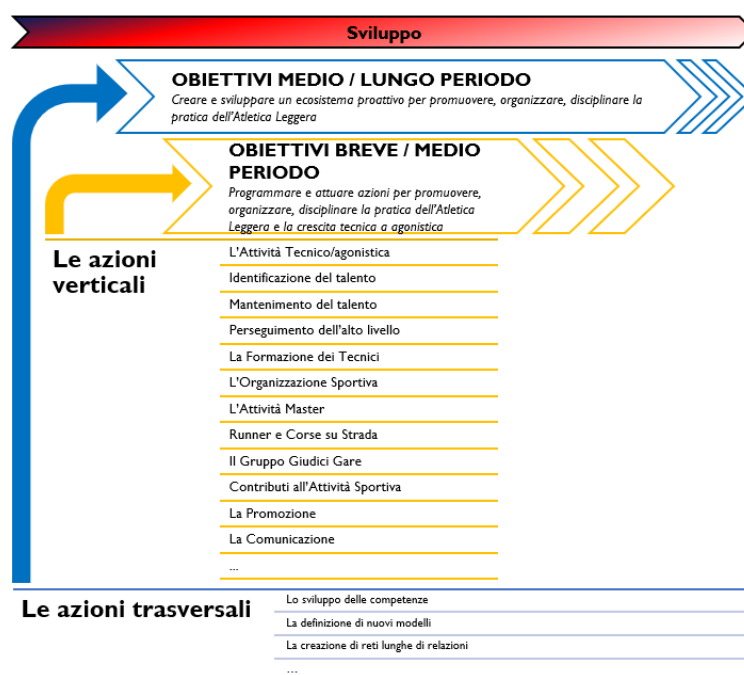 Sviluppo
OBIETTIVI MEDIO / LUNGO PERIODO
Creare e sviluppare un ecosistema proattivo per promuovere, organizzare, disciplinare la
pratica dell'Atletica Leggera
OBIETTIVI BREVE / MEDIO
PERIODO
Programmare e attuare azioni per promuovere,
organizzare, disciplinare la pratica dell'Atletica
Leggera e la crescita tecnica a agonistica
Le azioni
verticali
L'Attività Tecnico/agonistica
Identificazione del talento
Mantenimento del talento
Perseguimento dell'alto livello
La Formazione dei Tecnici
L'Organizzazione Sportiva
L'Attività Master
Runner e Corse su Strada
Il Gruppo Giudici Gare
Contributi all'Attività Sportiva
La Promozione
La Comunicazione
...
Le azioni trasversali
Lo sviluppo delle competenze
La definizione di nuovi modelli
La creazione di reti lunghe di relazioni
...